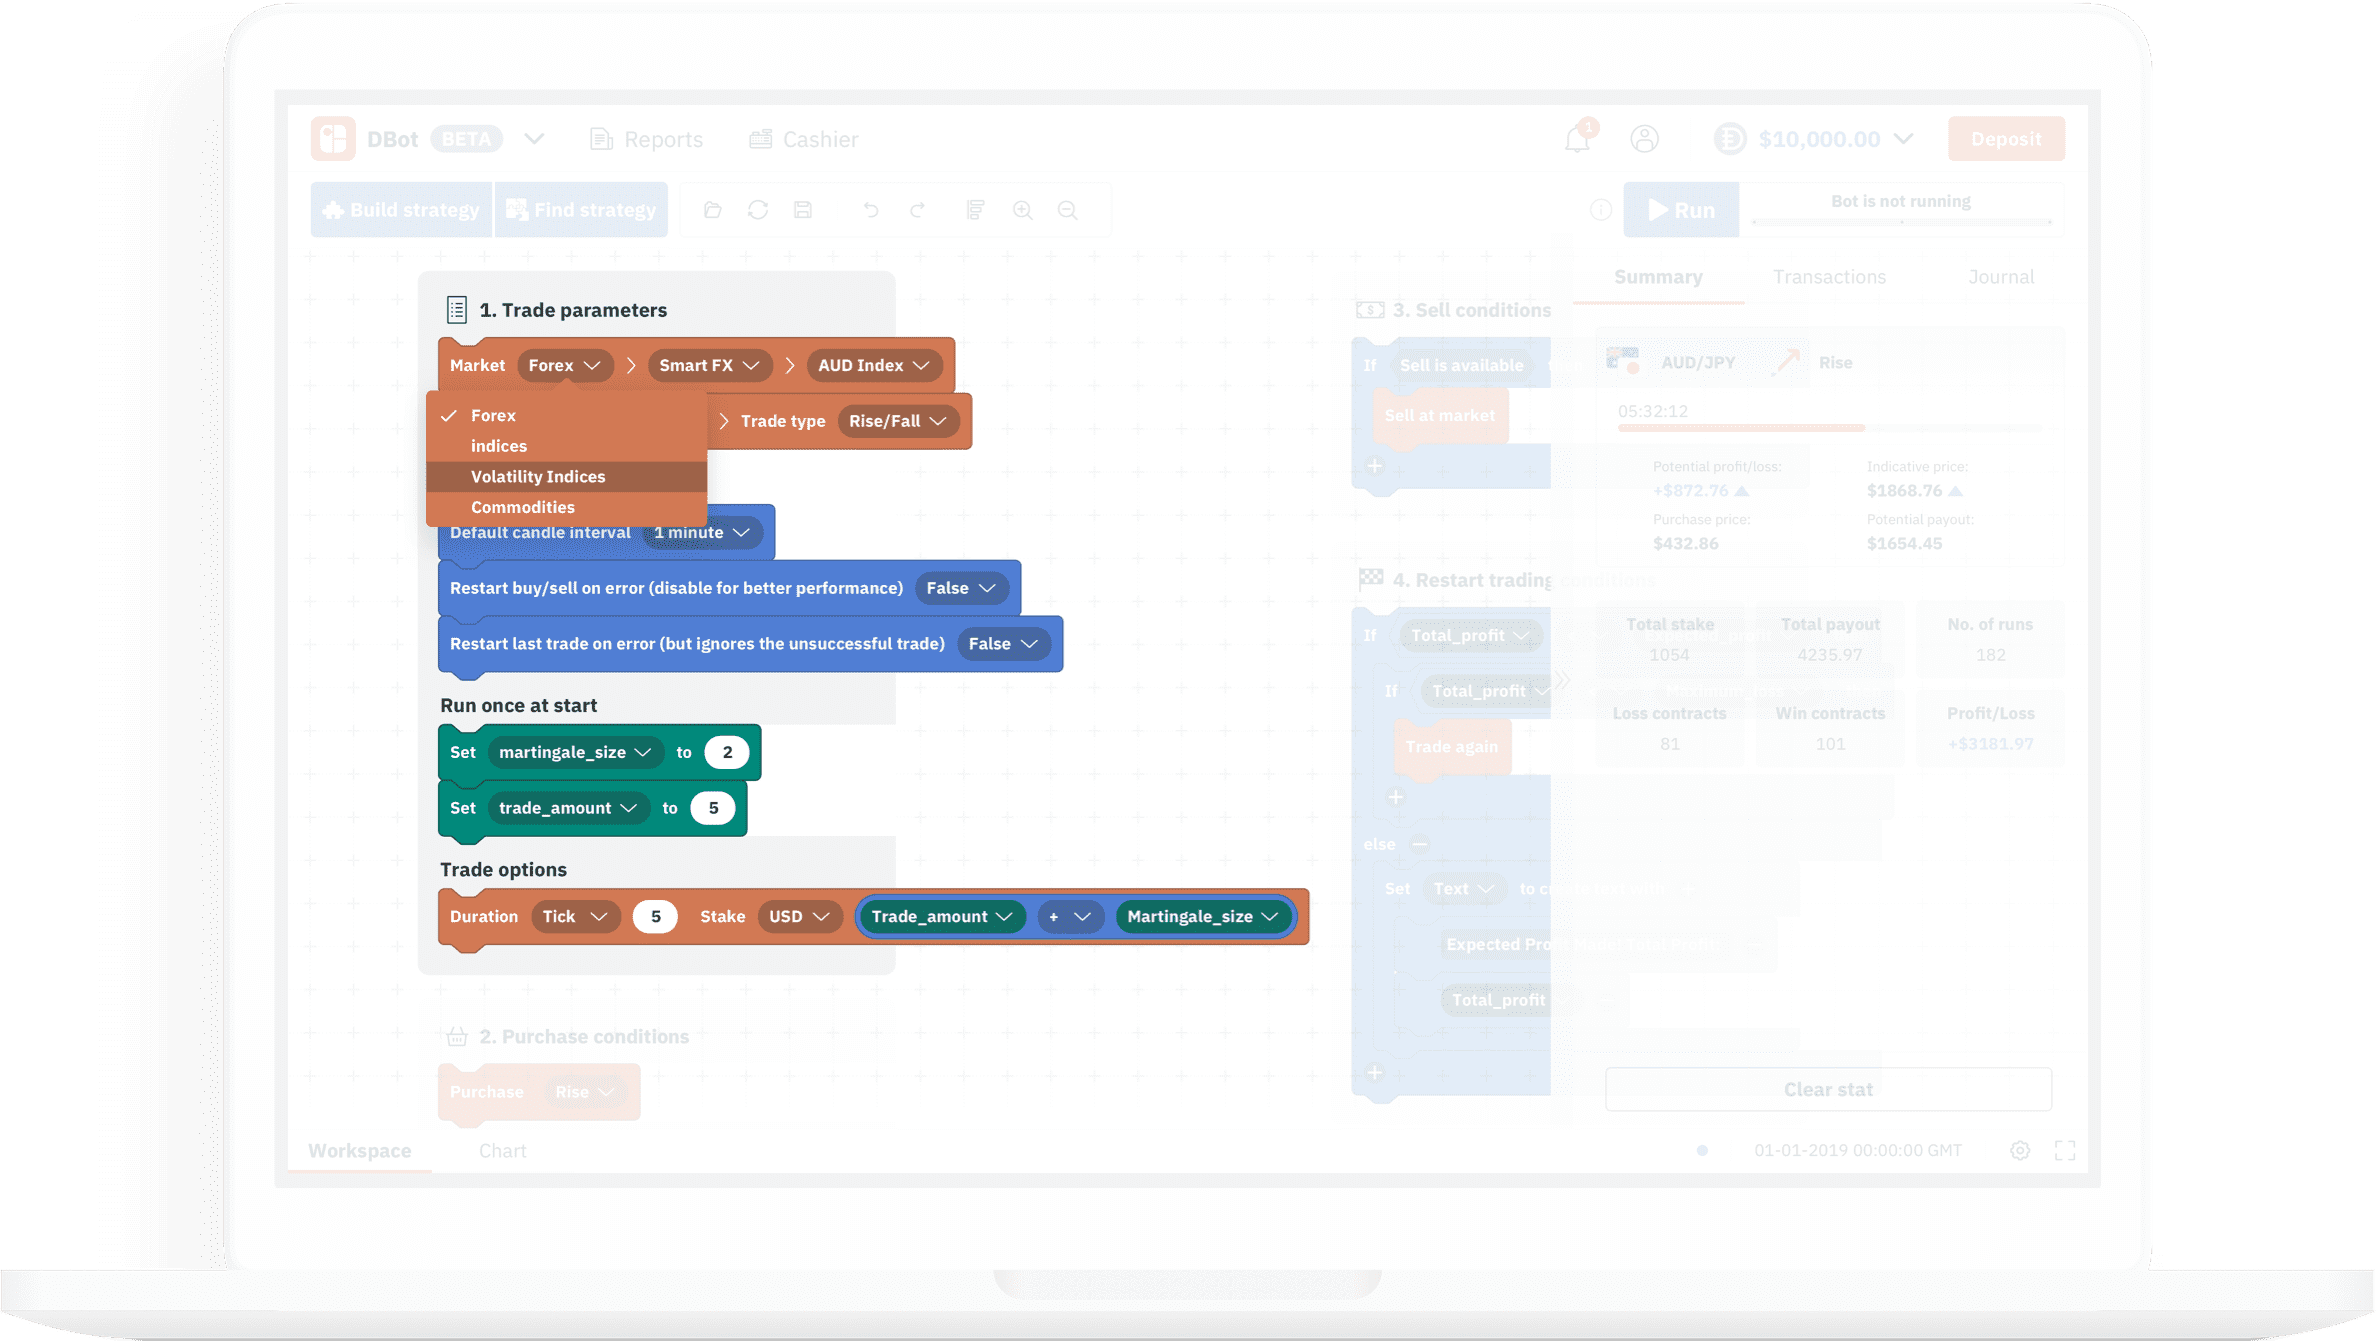 DBot BETA Reports Cashier 1 $10,000.00 Deposit
Build strategy Find strategy Run Bot is not running
Summary Transactions Journal
1. Trade parameters
Market Forex Smart FX AUD Index
Forex
indices
Volatility Indices
Commodities
Trade type Rise/Fall
Default candle interval 1 minute
Restart buy/sell on error (disable for better performance) False
Restart last trade on error (but ignores the unsuccessful trade) False
Run once at start
Set martingale_size to 2
Set trade_amount to 5
Trade options
Duration Tick 5 Stake USD Trade_amount + Martingale_size
2. Purchase conditions
Purchase Rise
3. Sell conditions
If Sell is available
Sell at market
4. Restart trading conditions
If Total_profit Expected_profit
If Total_profit Maximum loss
Trade again
else
Set Text to
Expected Profit
Total_profit
AUD/JPY Rise
05:32:12
Potential profit/loss: Indicative price:
+$872.76 $1868.76
Purchase price: Potential payout:
$432.86 $1654.45
Total stake Total payout No. of runs
1054 4235.97 182
Loss contracts Win contracts Profit/Loss
81 101 +$3181.97
Clear stat
Workspace Chart 01-01-2019 00:00:00 GMT